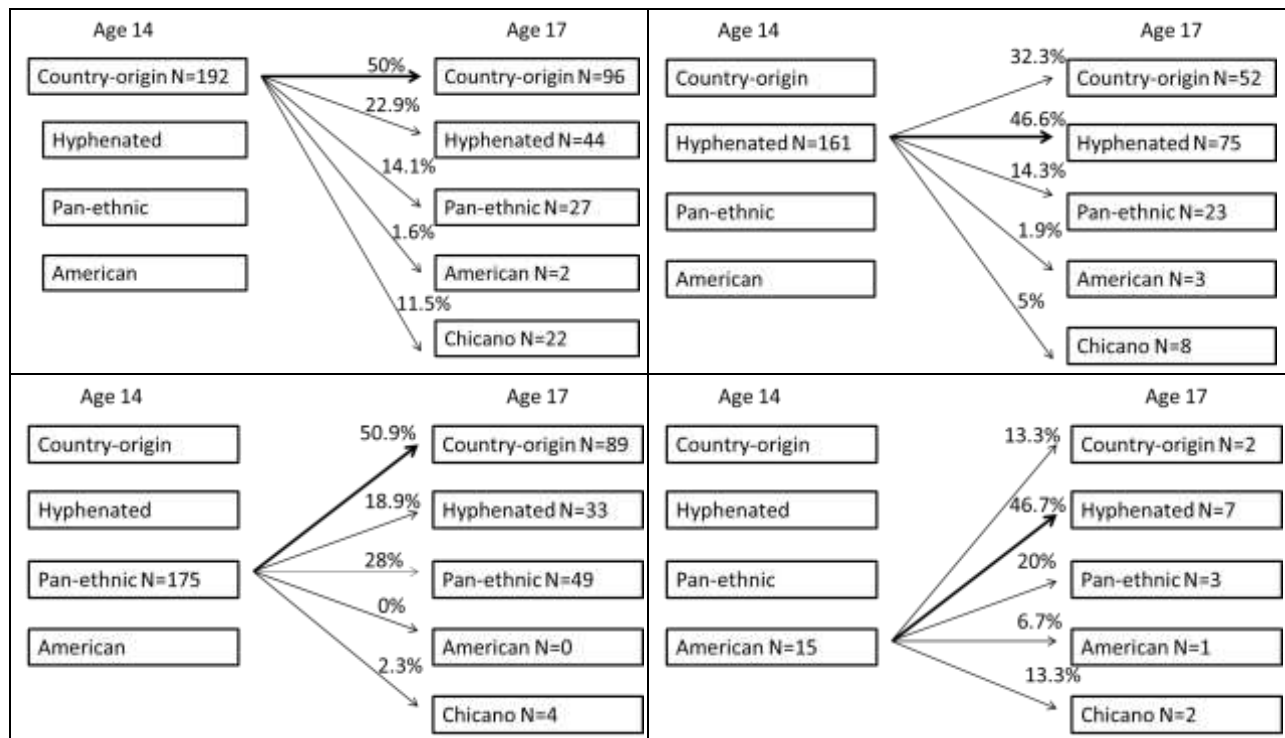 Age 14 Age 17
50%
Country-origin N=192 Country-origin N=96
22.9%
Hyphenated Hyphenated N=44
14.1%
Pan-ethnic Pan-ethnic N=27
1.6%
American American N=2
11.5%
Chicano N=22
Age 14 Age 17
32.3%
Country-origin Country-origin N=52
46.6%
Hyphenated N=161 Hyphenated N=75
14.3%
Pan-ethnic Pan-ethnic N=23
1.9%
American American N=3
5%
Chicano N=8
Age 14 Age 17
50.9%
Country-origin Country-origin N=89
18.9%
Hyphenated Hyphenated N=33
28%
Pan-ethnic N=175 Pan-ethnic N=49
0%
American American N=0
2.3%
Chicano N=4
Age 14 Age 17
13.3%
Country-origin Country-origin N=2
46.7%
Hyphenated Hyphenated N=7
20%
Pan-ethnic Pan-ethnic N=3
6.7%
American N=15 American N=1
13.3%
Chicano N=2